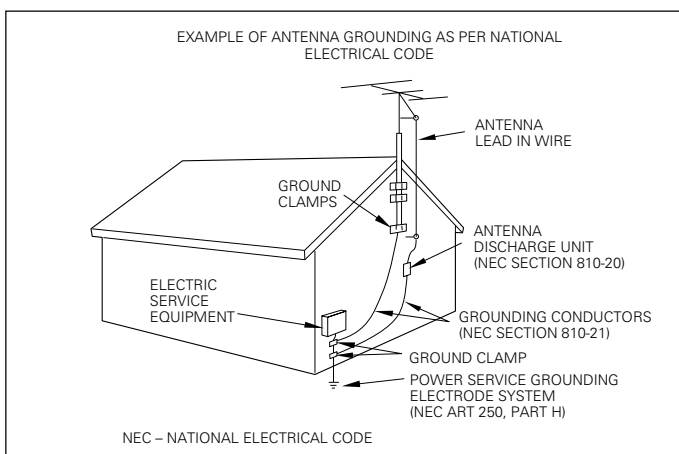 EXAMPLE OF ANTENNA GROUNDING AS PER NATIONAL
ELECTRICAL CODE
ANTENNA
LEAD IN WIRE
GROUND
CLAMPS
ANTENNA
DISCHARGE UNIT
(NEC SECTION 810-20)
ELECTRIC
SERVICE
EQUIPMENT
GROUNDING CONDUCTORS
(NEC SECTION 810-21)
GROUND CLAMP
POWER SERVICE GROUNDING
ELECTRODE SYSTEM
(NEC ART 250, PART H)
NEC – NATIONAL ELECTRICAL CODE